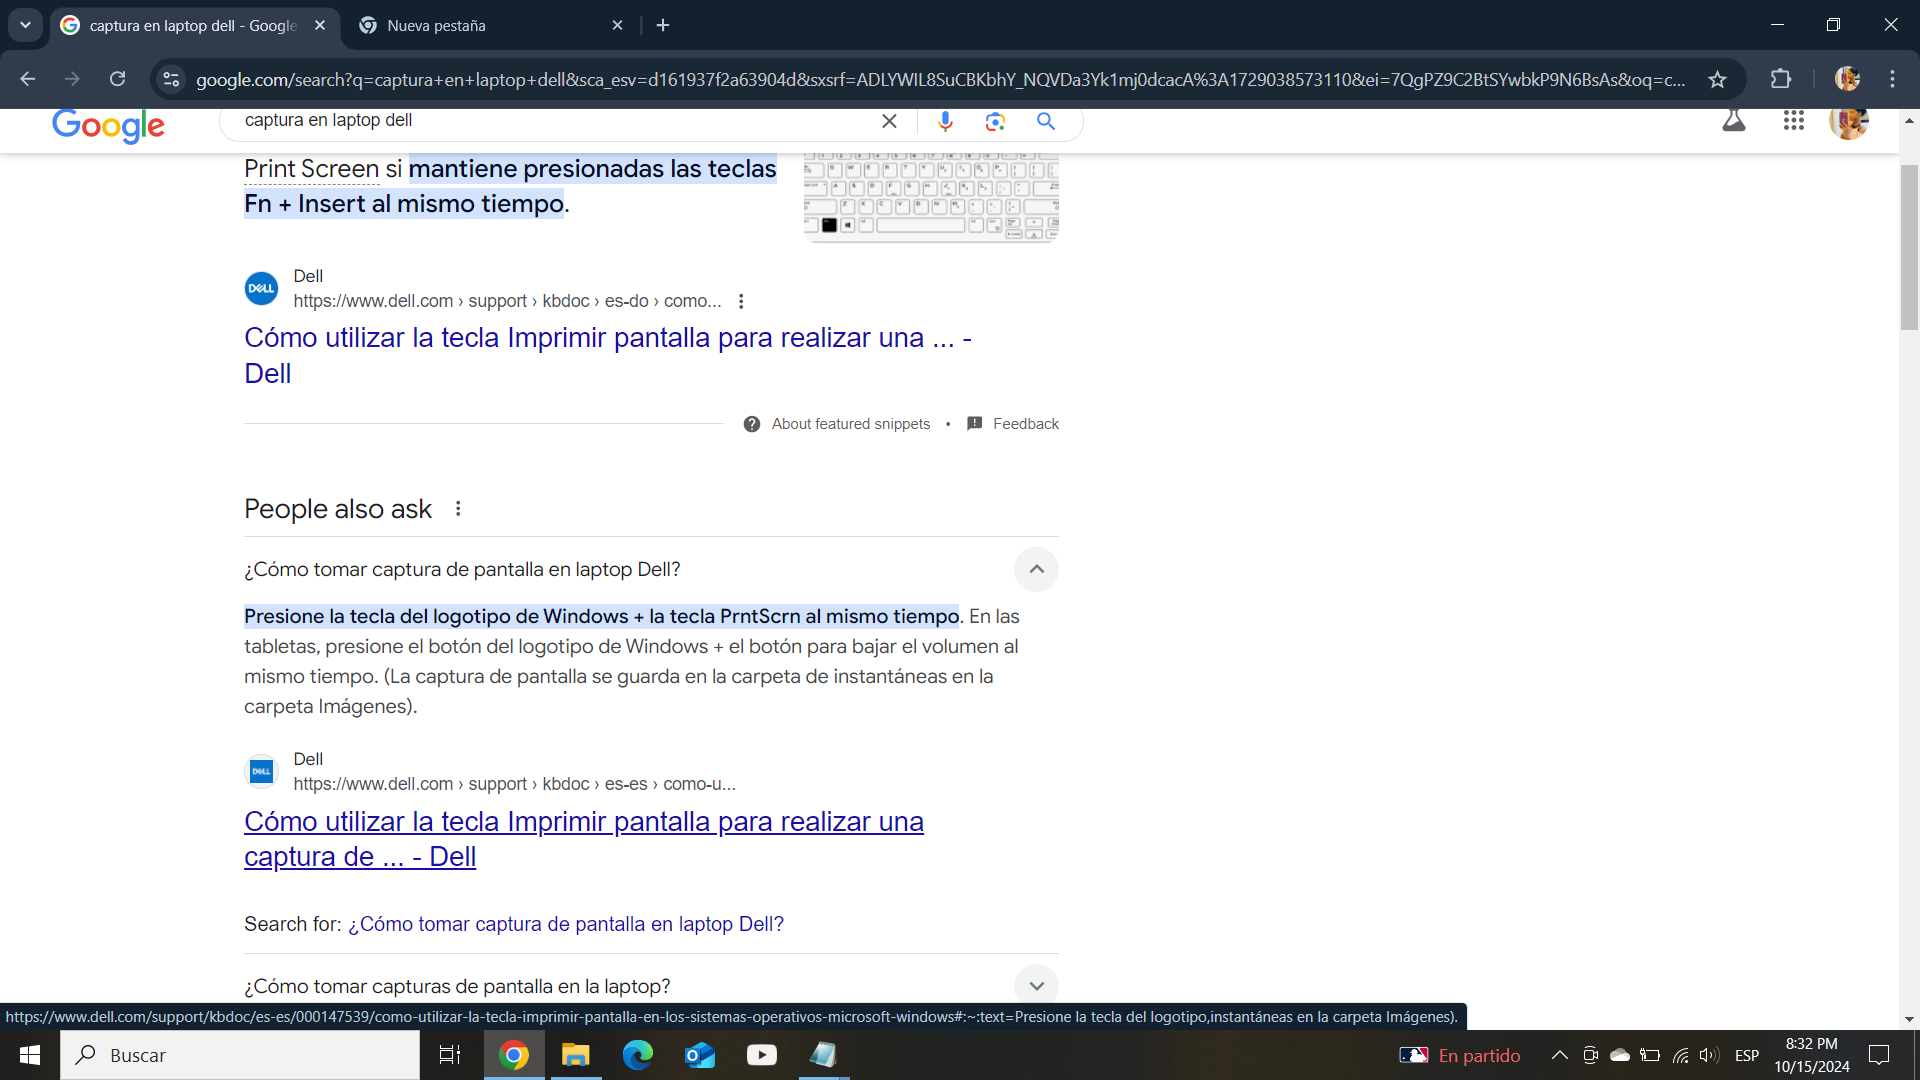 captura en laptop dell - Google
Nueva pestaña
google.com/search?q=captura+en+laptop+dell&sca_esv=d161937f2a63904d&sxsrf=ADLYWIL8SuCBKbhY_NQVDa3Yk1mj0dcacA%3A1729038573110&ei=7QgPZ9C2BtSYwbkP9N6BsAs&oq=c...
Google
captura en laptop dell
Print Screen si mantiene presionadas las teclas
Fn + Insert al mismo tiempo.
Dell
DELL
https://www.dell.com › support › kbdoc › es-do › como...
Cómo utilizar la tecla Imprimir pantalla para realizar una ... -
Dell
About featured snippets • Feedback
People also ask
¿Cómo tomar captura de pantalla en laptop Dell?
Presione la tecla del logotipo de Windows + la tecla PrntScrn al mismo tiempo. En las
tabletas, presione el botón del logotipo de Windows + el botón para bajar el volumen al
mismo tiempo. (La captura de pantalla se guarda en la carpeta de instantáneas en la
carpeta Imágenes).
Dell
DELL
https://www.dell.com › support › kbdoc › es-es › como-u...
Cómo utilizar la tecla Imprimir pantalla para realizar una
captura de ... - Dell
Search for: ¿Cómo tomar captura de pantalla en laptop Dell?
¿Cómo tomar capturas de pantalla en la laptop?
https://www.dell.com/support/kbdoc/es-es/000147539/como-utilizar-la-tecla-imprimir-pantalla-en-los-sistemas-operativos-microsoft-windows#:~:text=Presione la tecla del logotipo,instantáneas en la carpeta Imágenes).
Buscar
En partido
ESP
8:32 PM
10/15/2024